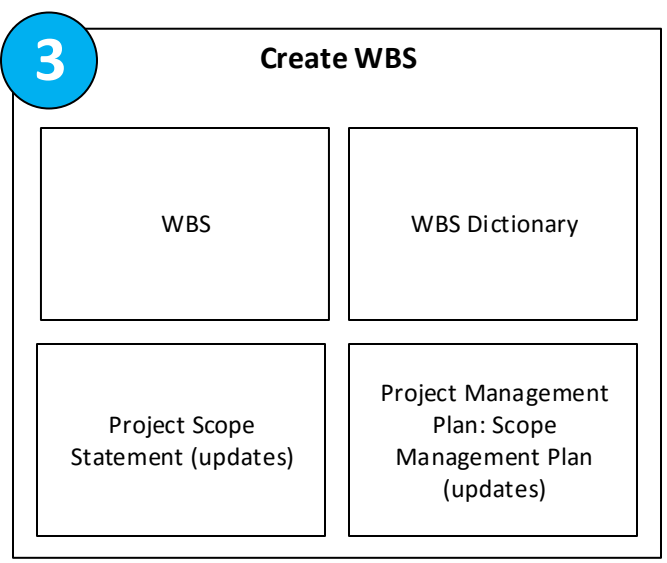 3
Create WBS
WBS
WBS Dictionary
Project Scope
Statement (updates)
Project Management
Plan: Scope
Management Plan
(updates)